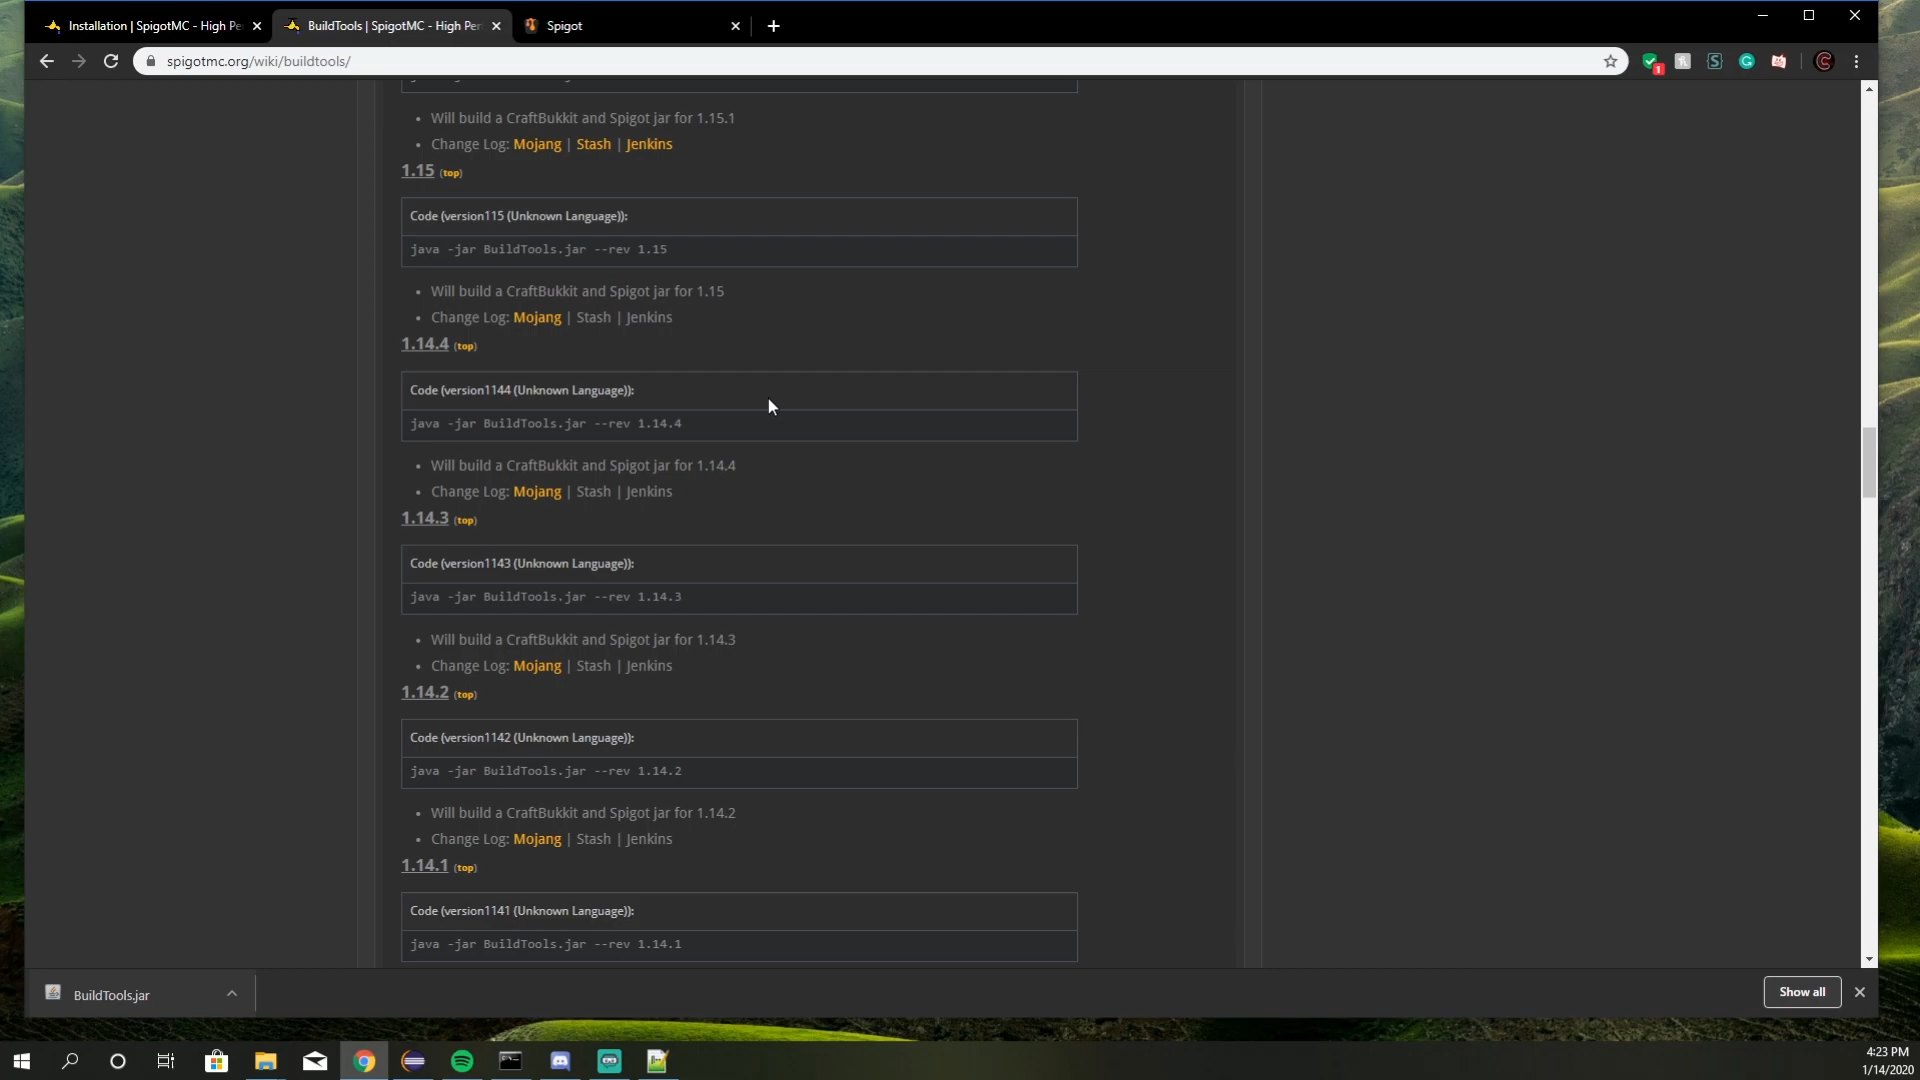 Installation | SpigotMC - High Pe
BuildTools | SpigotMC - High Per
Spigot
spigotmc.org/wiki/buildtools/
1
C
Will build a CraftBukkit and Spigot jar for 1.15.1
Change Log: Mojang | Stash | Jenkins
1.15 (top)
Code (version115 (Unknown Language)):
java -jar BuildTools.jar --rev 1.15
Will build a CraftBukkit and Spigot jar for 1.15
Change Log: Mojang | Stash | Jenkins
1.14.4 (top)
Code (version1144 (Unknown Language)):
java -jar BuildTools.jar --rev 1.14.4
Will build a CraftBukkit and Spigot jar for 1.14.4
Change Log: Mojang | Stash | Jenkins
1.14.3 (top)
Code (version1143 (Unknown Language)):
java -jar BuildTools.jar --rev 1.14.3
Will build a CraftBukkit and Spigot jar for 1.14.3
Change Log: Mojang | Stash | Jenkins
1.14.2 (top)
Code (version1142 (Unknown Language)):
java -jar BuildTools.jar --rev 1.14.2
Will build a CraftBukkit and Spigot jar for 1.14.2
Change Log: Mojang | Stash | Jenkins
1.14.1 (top)
Code (version1141 (Unknown Language)):
java -jar BuildTools.jar --rev 1.14.1
BuildTools.jar
Show all
4:23 PM
1/14/2020